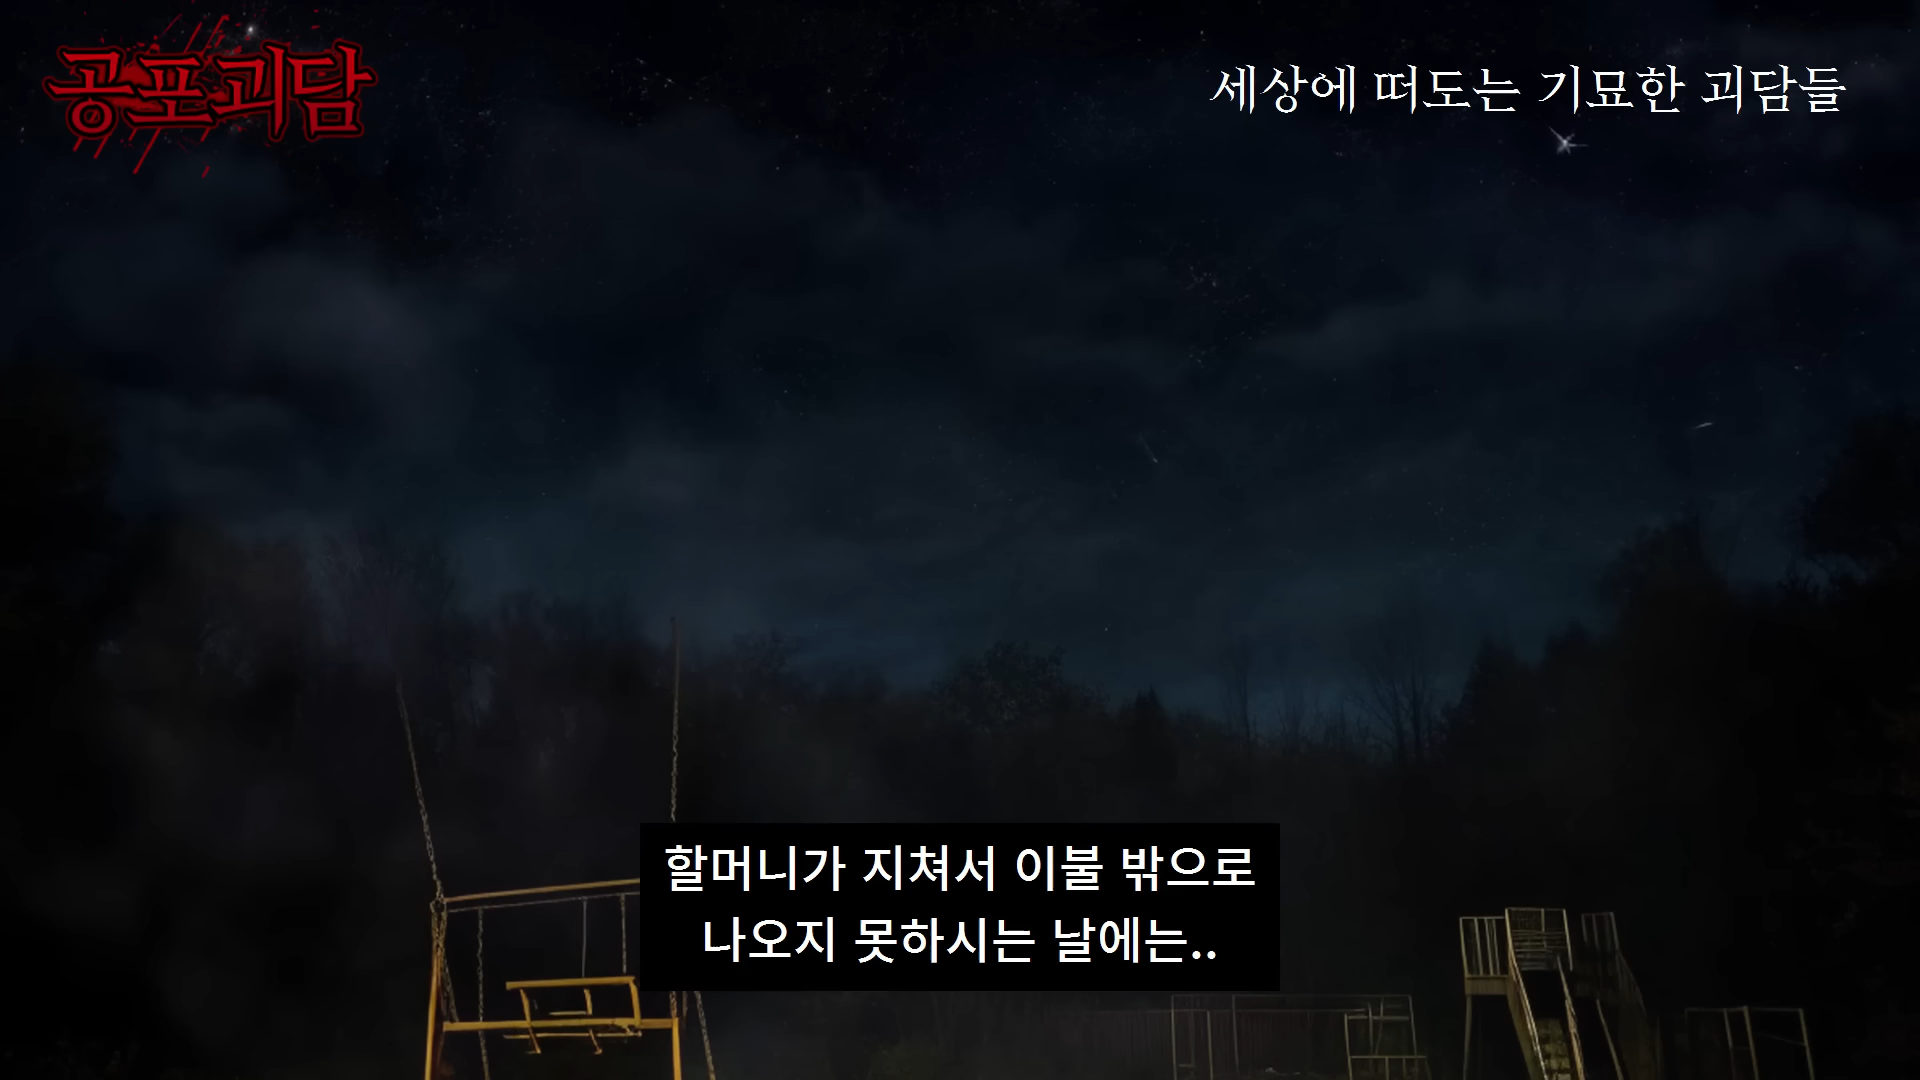 공포괴담
세상에 떠도는 기묘한 괴담들
할머니가 지쳐서 이불 밖으로
나오지 못하시는 날에는..